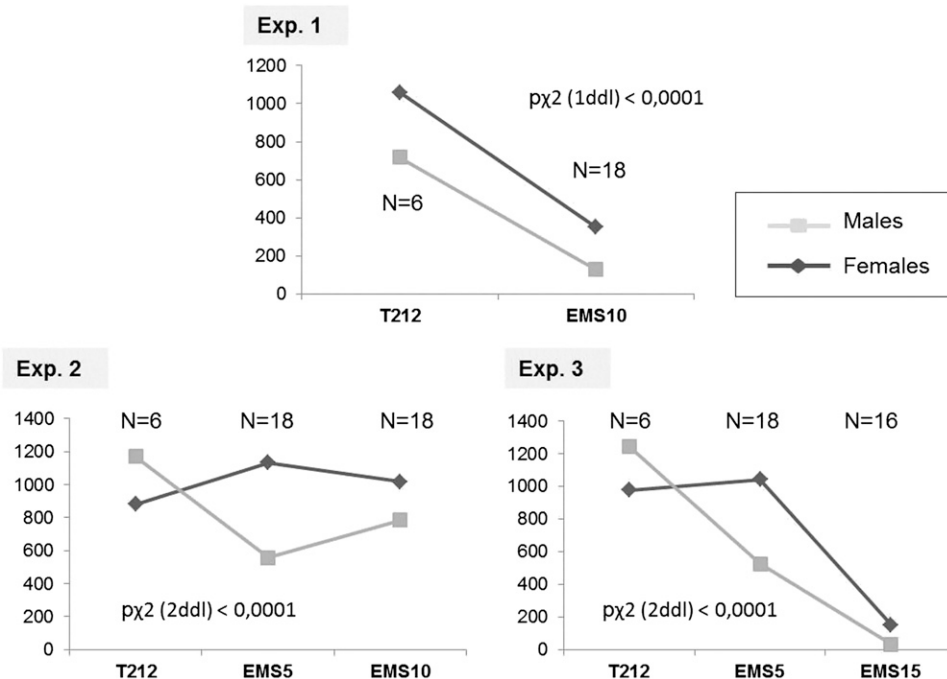 Exp. 1
1200
1000
800
600
400
200
0
pχ2 (1ddl) < 0,0001
N=6
N=18
T212
EMS10
Males
Females
Exp. 2
1400
1200
1000
800
600
400
200
0
N=6
N=18
N=18
pχ2 (2ddl) < 0,0001
T212
EMS5
EMS10
Exp. 3
1400
1200
1000
800
600
400
200
0
N=6
N=18
N=16
pχ2 (2ddl) < 0,0001
T212
EMS5
EMS15